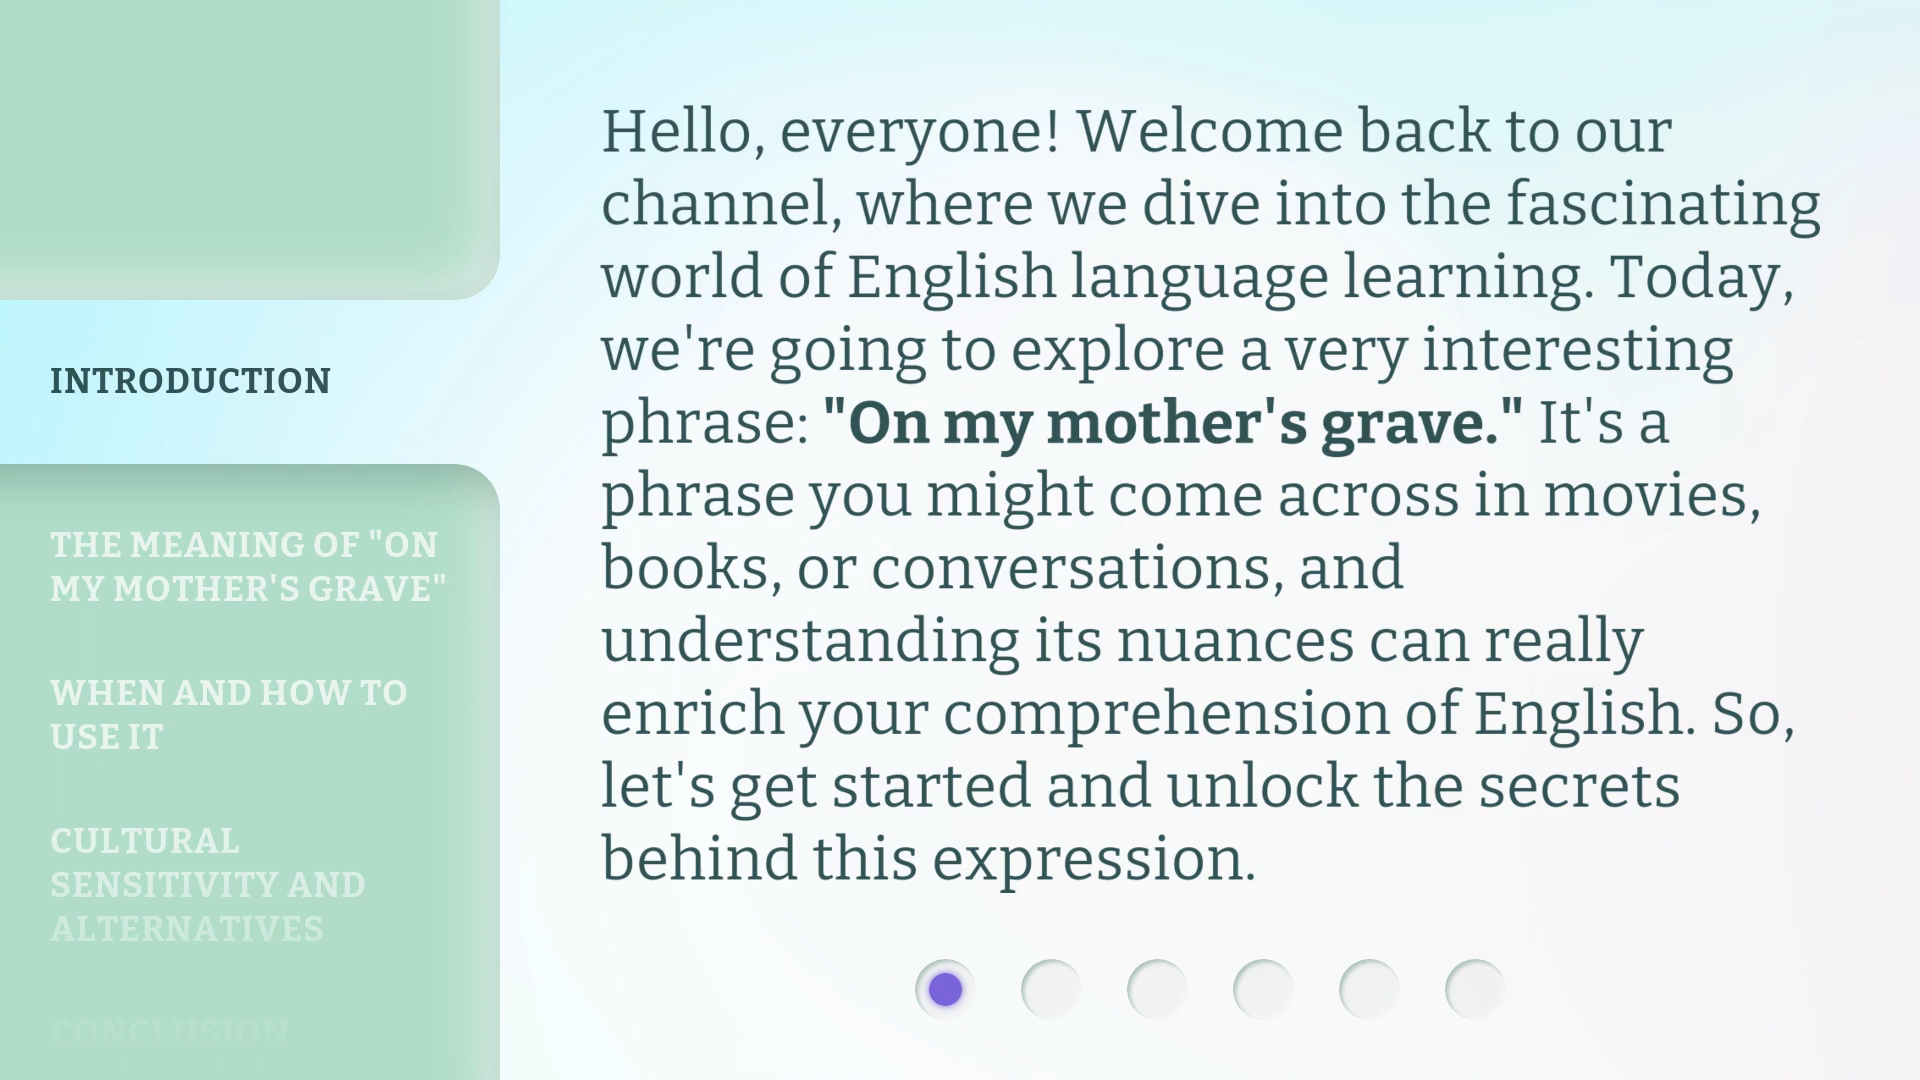 INTRODUCTION
THE MEANING OF "ON
MY MOTHER'S GRAVE"
WHEN AND HOW TO
USE IT
CULTURAL
SENSITIVITY AND
ALTERNATIVES
CONCLUSION
Hello, everyone! Welcome back to our
channel, where we dive into the fascinating
world of English language learning. Today,
we're going to explore a very interesting
phrase: "On my mother's grave." It's a
phrase you might come across in movies,
books, or conversations, and
understanding its nuances can really
enrich your comprehension of English. So,
let's get started and unlock the secrets
behind this expression.